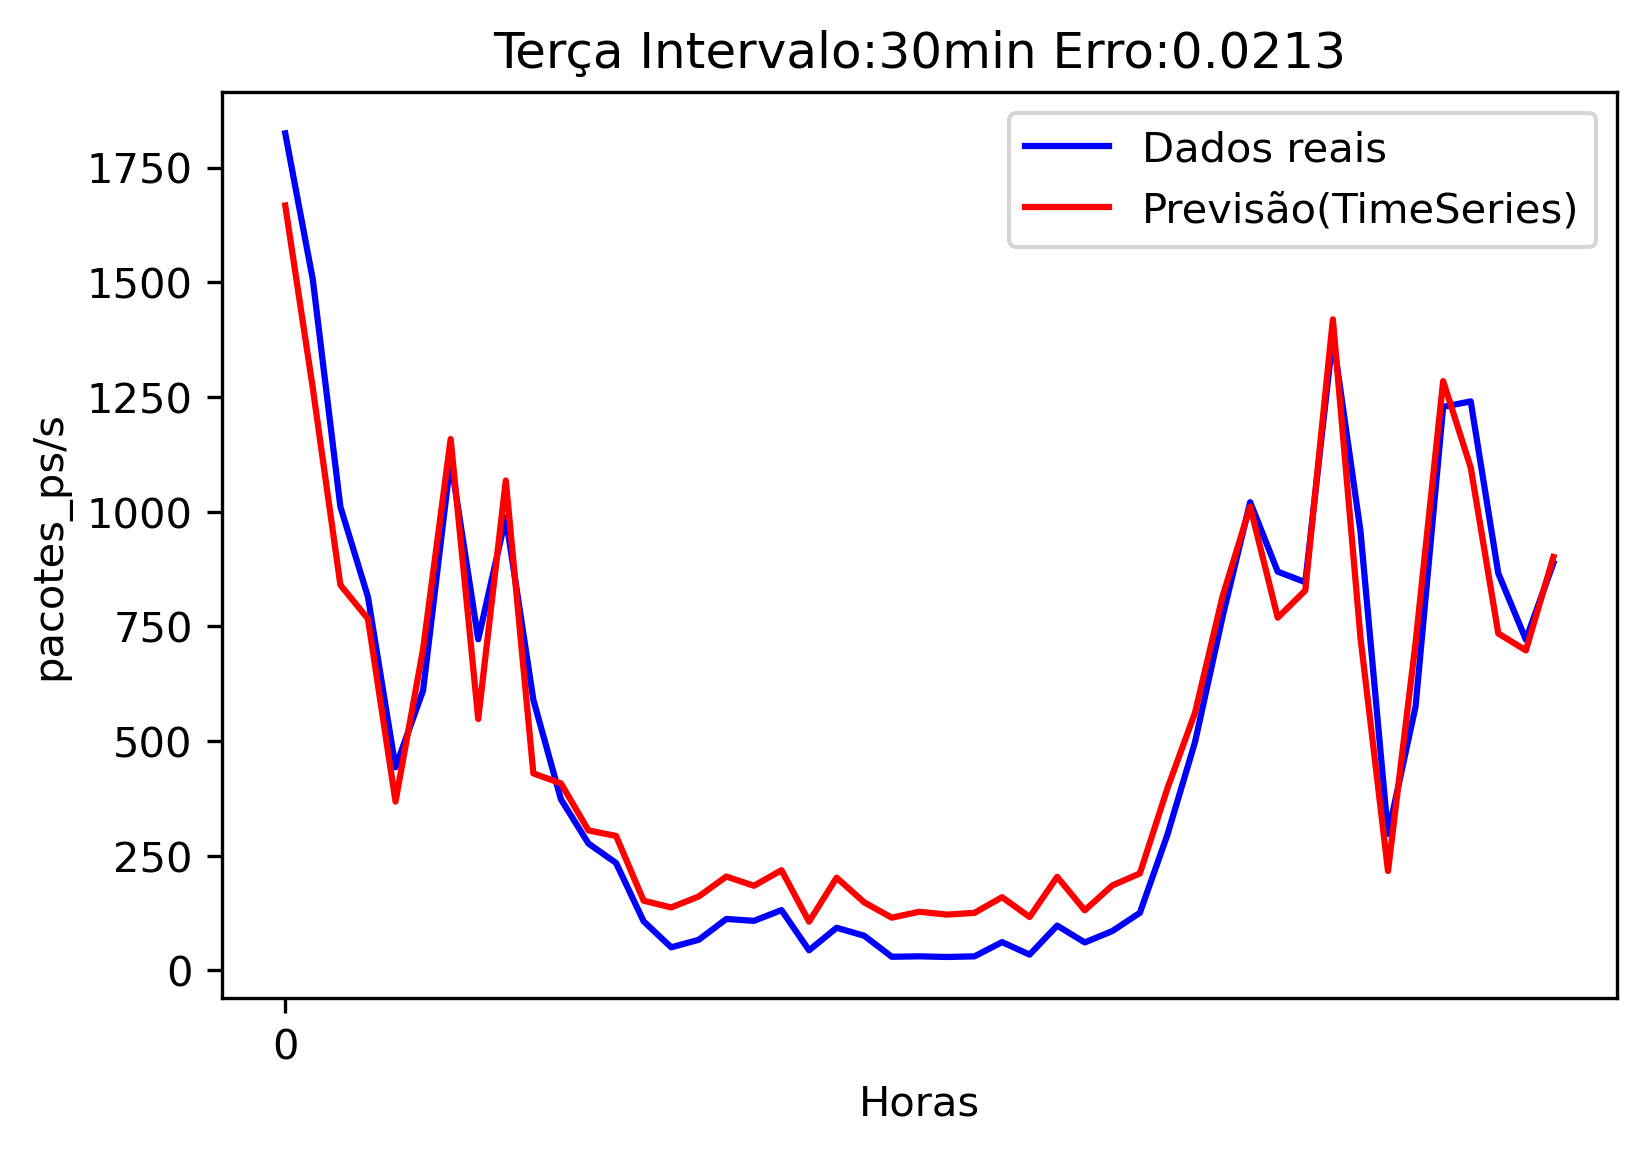 Terça Intervalo:30min Erro:0.0213
Dados reais
Previsão(TimeSeries)
1750
1500
1250
1000
750
500
250
0
pacotes_ps/s
0
Horas